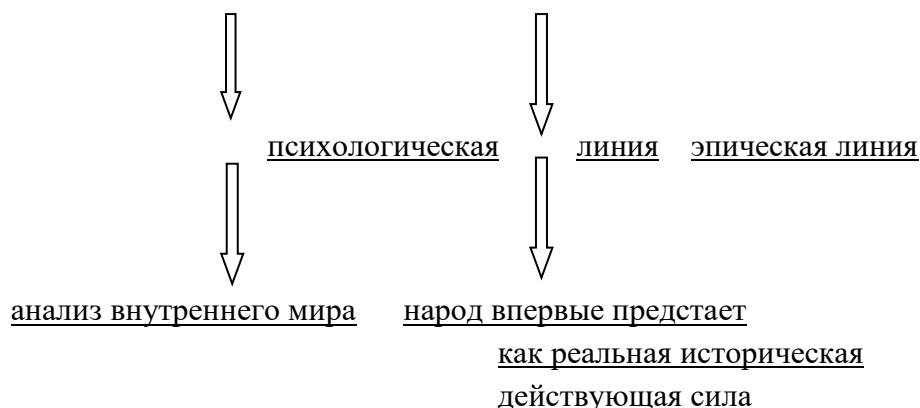 психологическая линия эпическая линия
анализ внутреннего мира народ впервые предстает
как реальная историческая
действующая сила